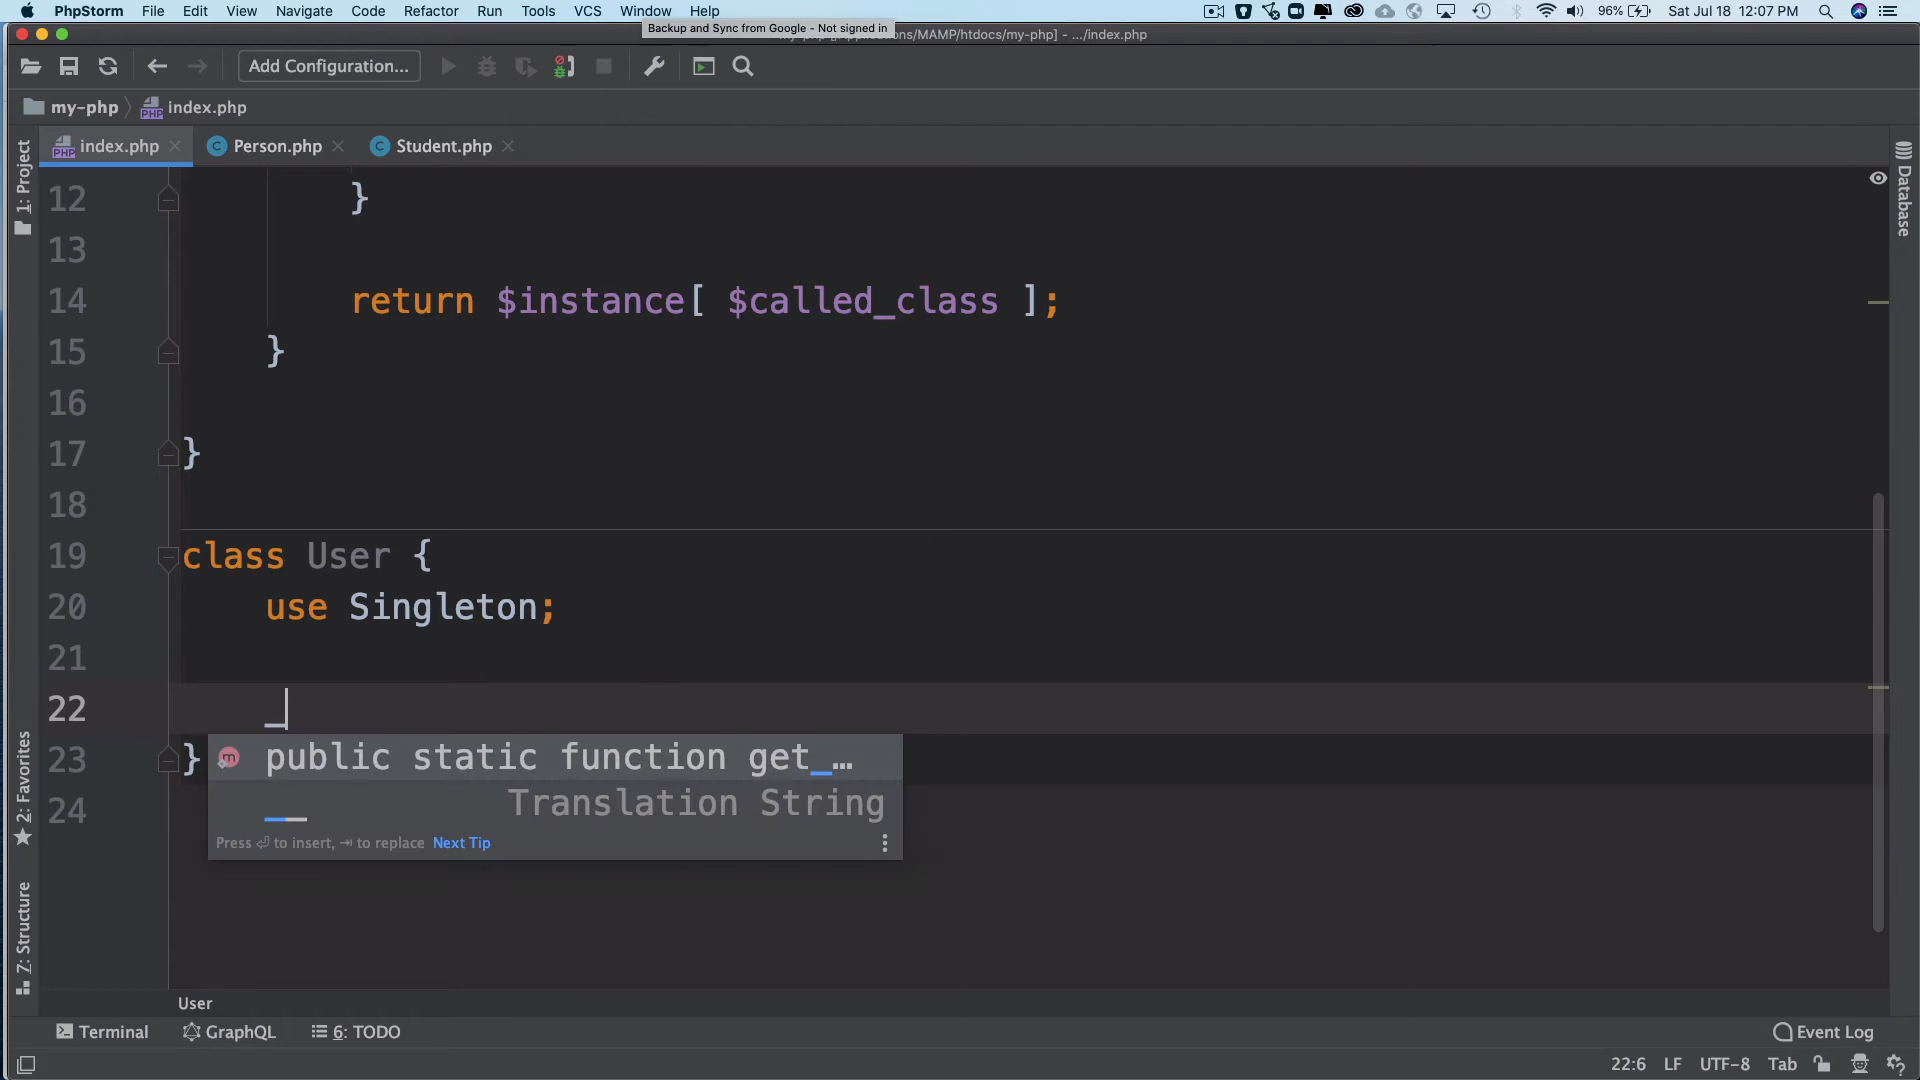 PhpStorm File Edit View Navigate Code Refactor Run Tools VCS Window Help 96% Sat Jul 18 12:07 PM
Backup and Sync from Google - Not signed in
/MAMP/htdocs/my-php] - .../index.php
Add Configuration...
my-php index.php
index.php Person.php Student.php
1: Project
Database
12 }
13
14 return $instance[ $called_class ];
15 }
16
17 }
18
19 class User {
20 use Singleton;
21
22 _
23 }
24
m public static function get_…
__ Translation String
Press ⏎ to insert, ⇥ to replace Next Tip
2: Favorites
Z: Structure
User
Terminal GraphQL 6: TODO Event Log
22:6 LF UTF-8 Tab